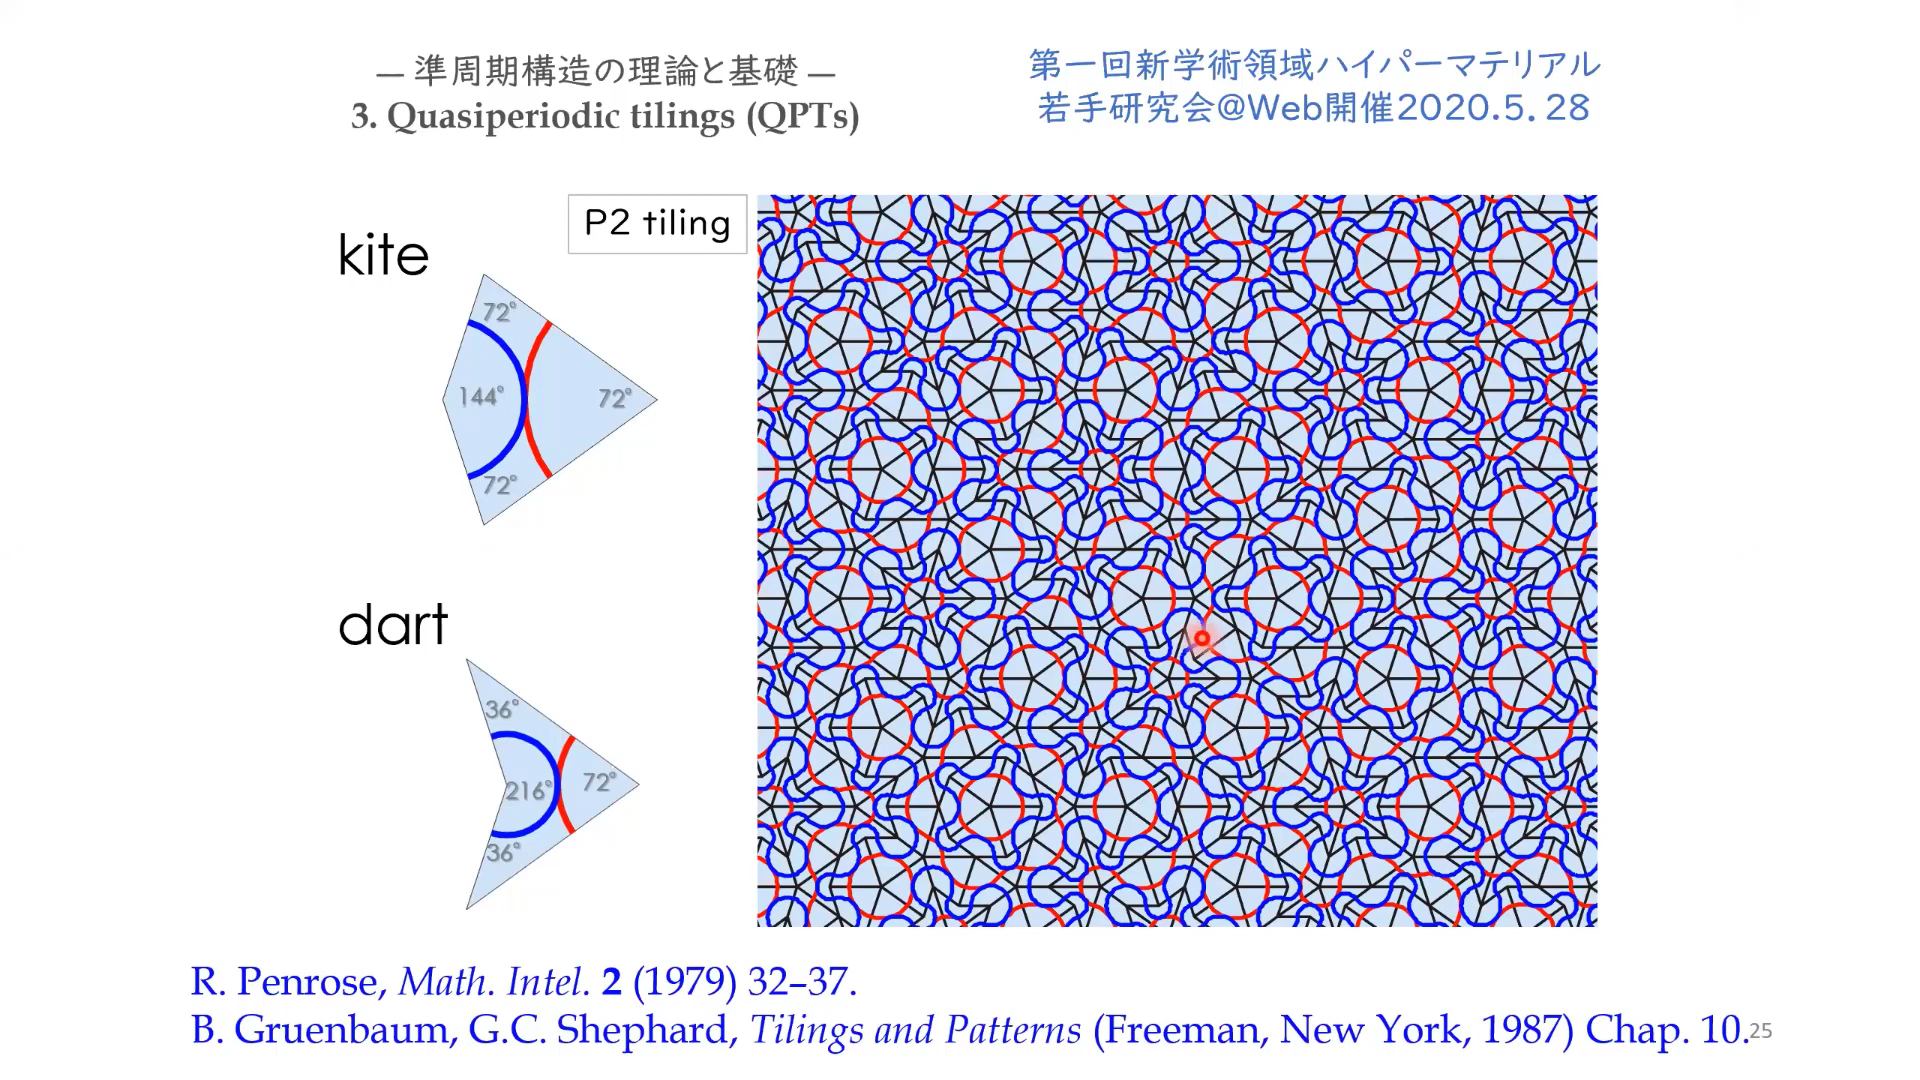 — 準周期構造の理論と基礎 —
3. Quasiperiodic tilings (QPTs)
第一回新学術領域ハイパーマテリアル
若手研究会@Web開催2020.5.28
P2 tiling
kite
72°
144°
72°
72°
dart
36°
216°
72°
36°
R. Penrose, Math. Intel. 2 (1979) 32–37.
B. Gruenbaum, G.C. Shephard, Tilings and Patterns (Freeman, New York, 1987) Chap. 10.
25